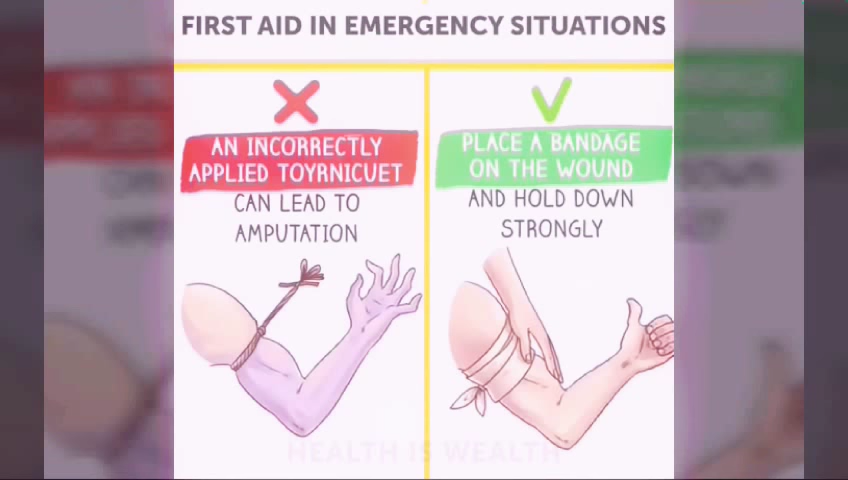 FIRST AID IN EMERGENCY SITUATIONS
AN INCORRECTLY
APPLIED TOYRNICUET
CAN LEAD TO
AMPUTATION
PLACE A BANDAGE
ON THE WOUND
AND HOLD DOWN
STRONGLY
HEALTH IS WEALTH